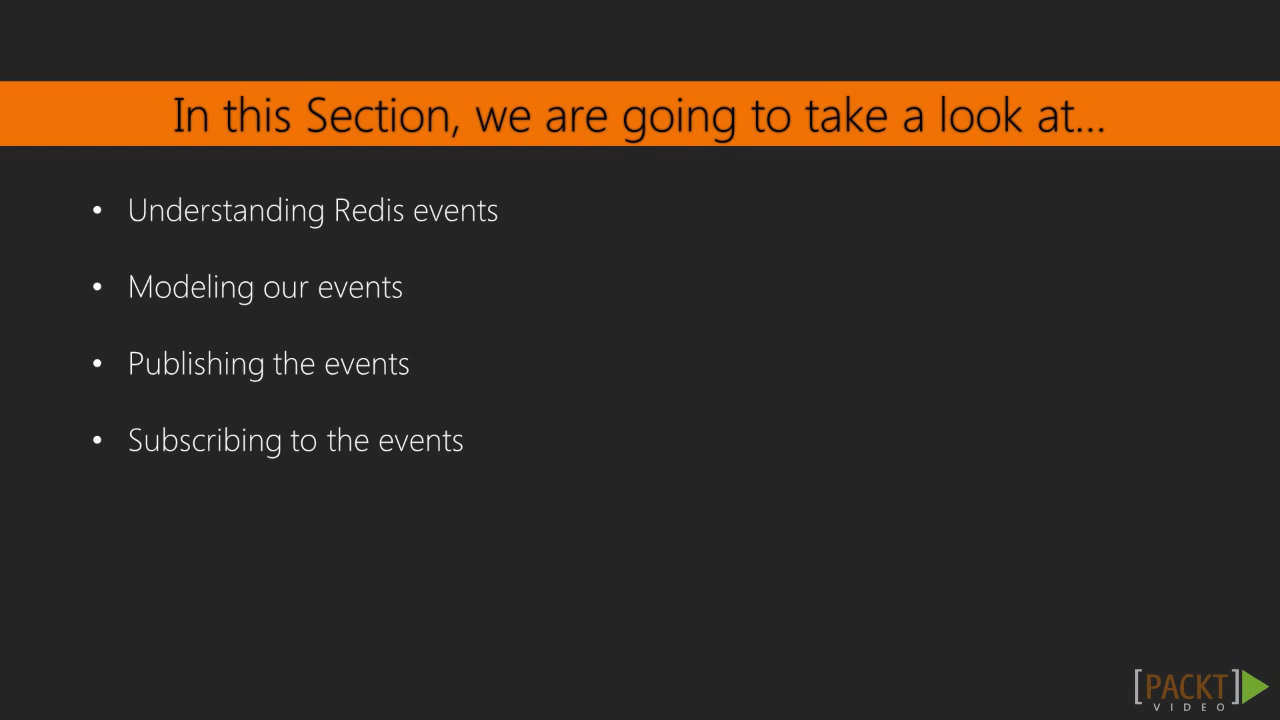 In this Section, we are going to take a look at...
• Understanding Redis events
• Modeling our events
• Publishing the events
• Subscribing to the events
[PACKT]
VIDEO